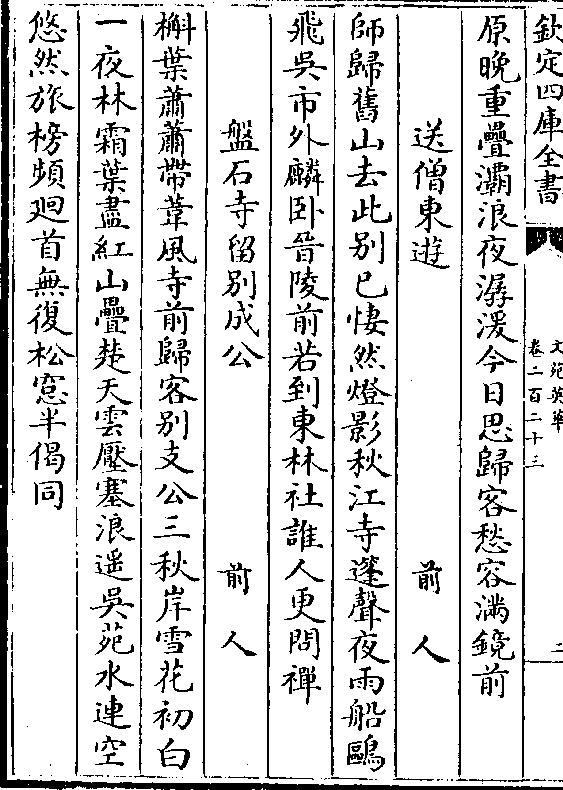 欽定四庫全書
文苑英華
卷二百二十三
二
原晚重疊灞浪夜潺湲今日思歸客愁容滿鏡前
送僧東遊 前人
師歸舊山去此别已悽然燈影秋江寺篷聲夜雨船鷗
飛吳市外麟卧晉陵前若到東林社誰人更問禪
盤石寺留别成公 前人
槲葉蕭蕭帶葦風寺前歸客别支公三秋岸雪花初白
一夜林霜葉盡紅山疊楚天雲壓塞浪遥吳苑水連空
悠然旅榜頻廻首無復松窓半偈同